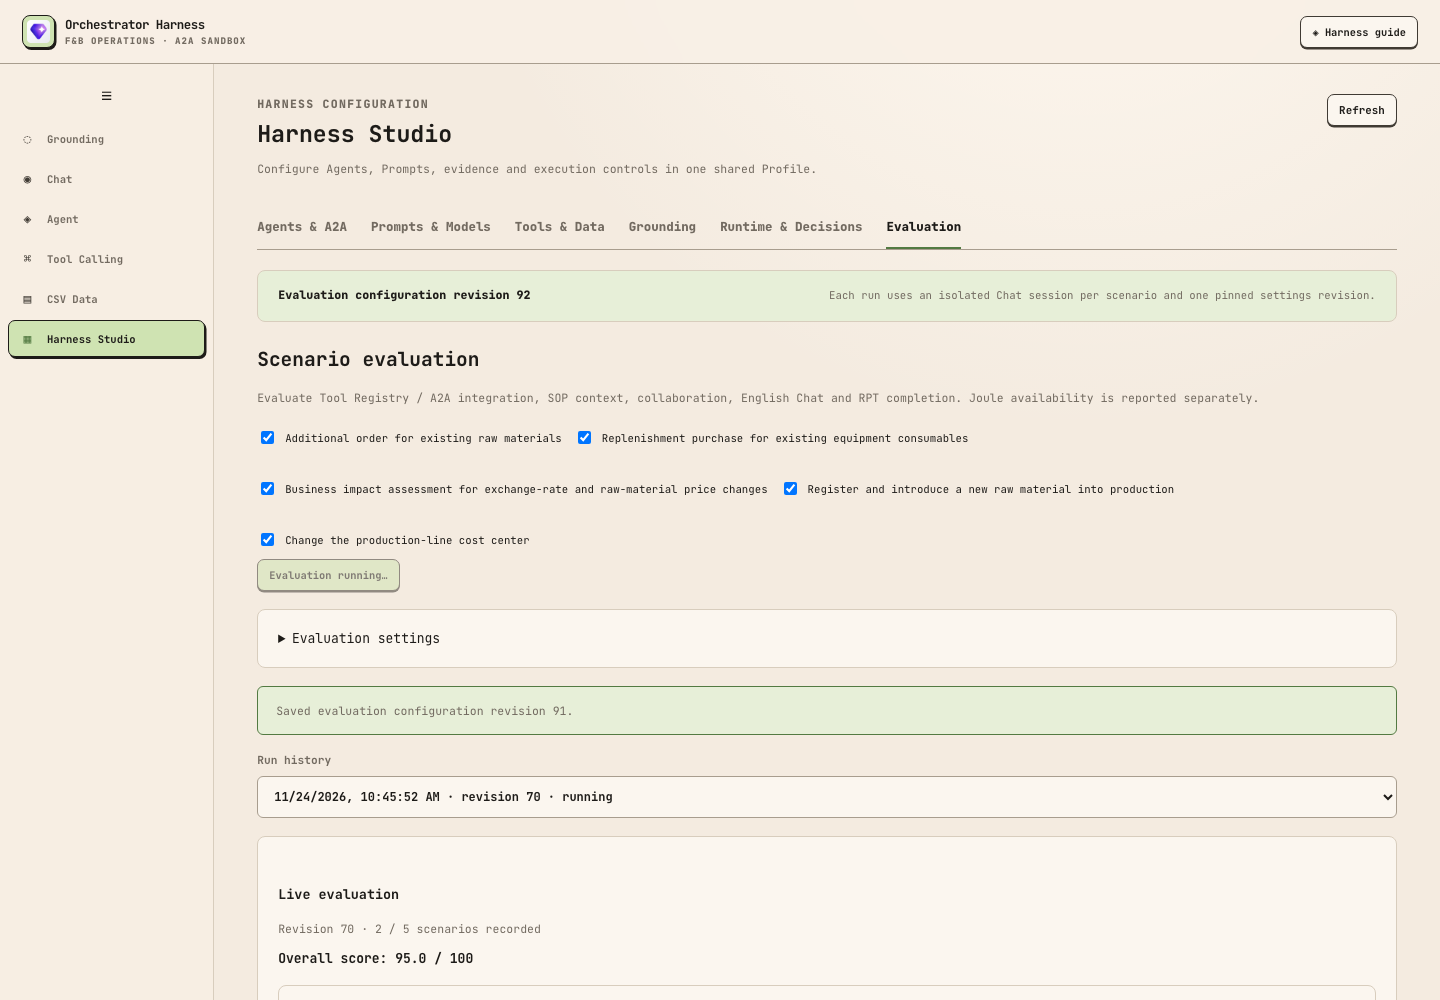 Orchestrator Harness
F&B OPERATIONS · A2A SANDBOX
◈ Harness guide
☰
Grounding
Chat
Agent
⌘ Tool Calling
CSV Data
Harness Studio
HARNESS CONFIGURATION
Harness Studio
Refresh
Configure Agents, Prompts, evidence and execution controls in one shared Profile.
Agents & A2A Prompts & Models Tools & Data Grounding Runtime & Decisions Evaluation
Evaluation configuration revision 92 Each run uses an isolated Chat session per scenario and one pinned settings revision.
Scenario evaluation
Evaluate Tool Registry / A2A integration, SOP context, collaboration, English Chat and RPT completion. Joule availability is reported separately.
Additional order for existing raw materials Replenishment purchase for existing equipment consumables
Business impact assessment for exchange-rate and raw-material price changes Register and introduce a new raw material into production
Change the production-line cost center
Evaluation running…
▶ Evaluation settings
Saved evaluation configuration revision 91.
Run history
11/24/2026, 10:45:52 AM · revision 70 · running
Live evaluation
Revision 70 · 2 / 5 scenarios recorded
Overall score: 95.0 / 100